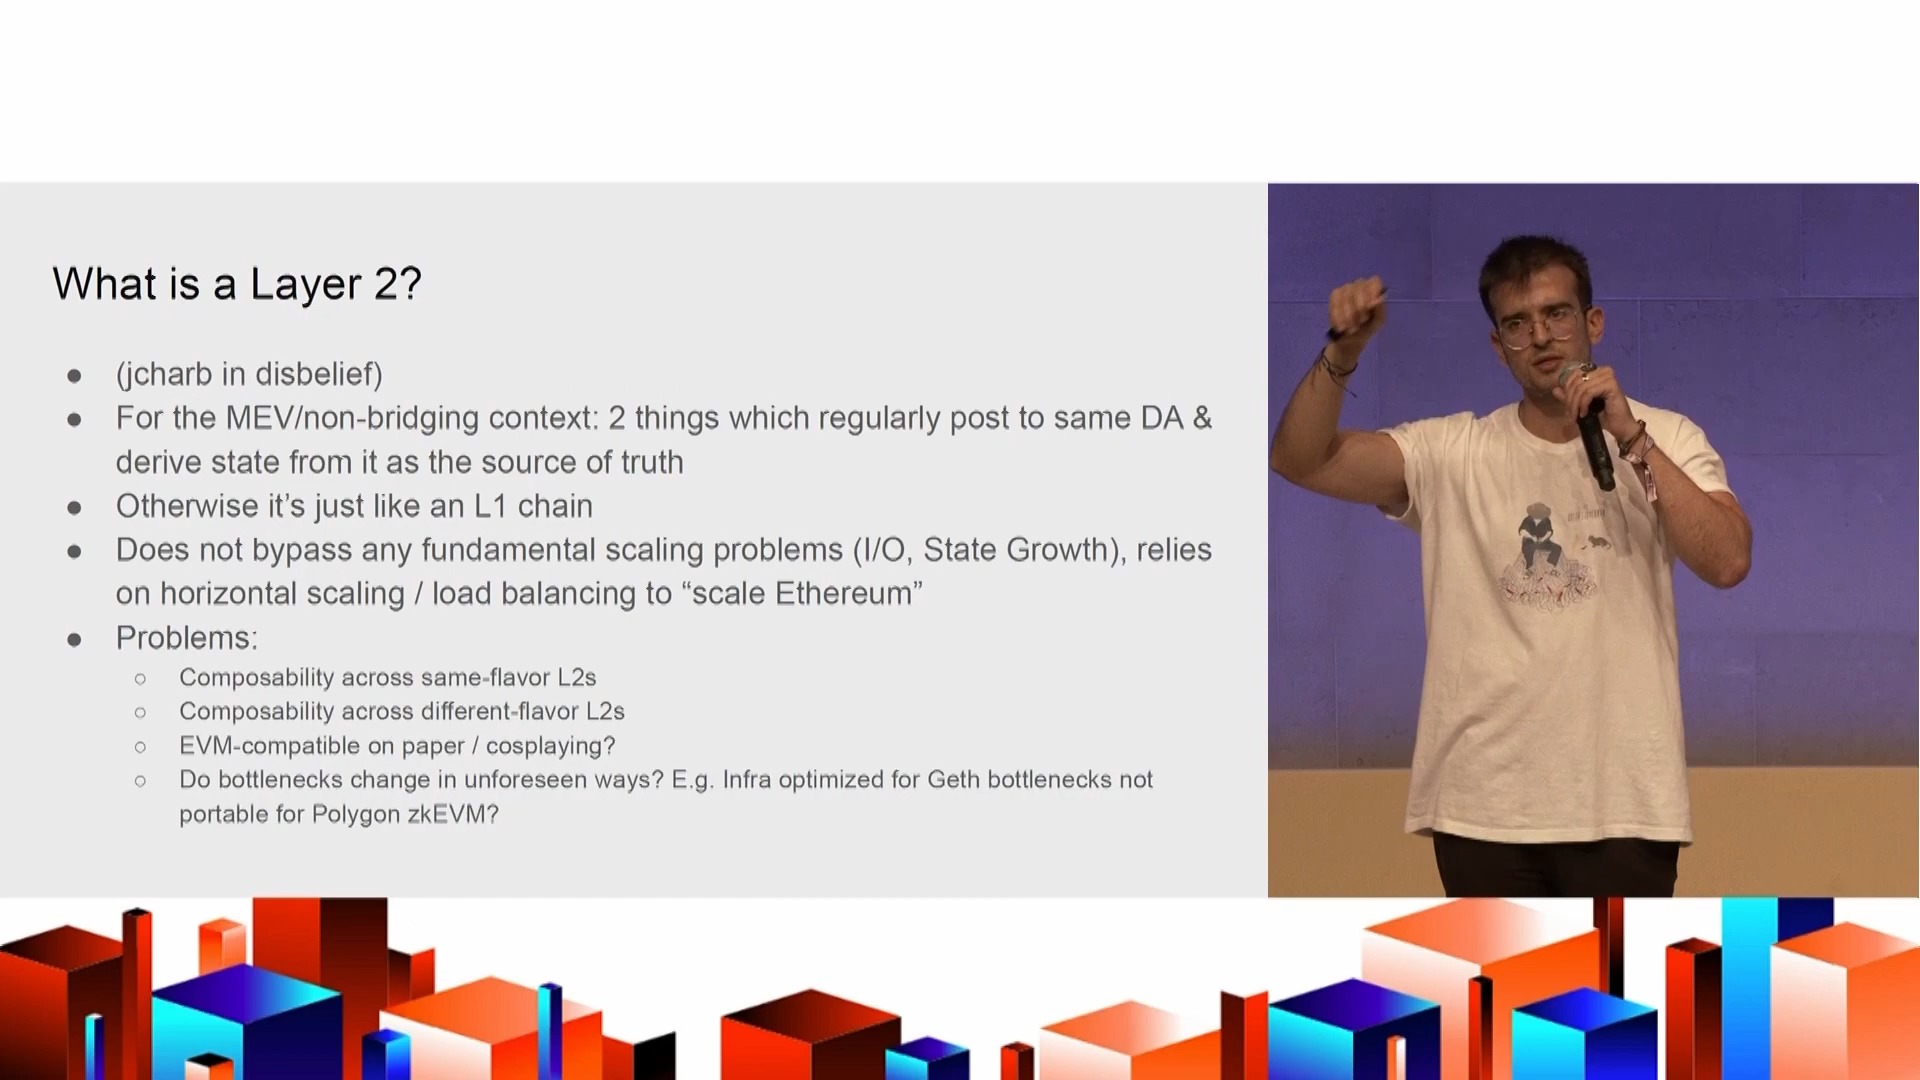 What is a Layer 2?
● (jcharb in disbelief)
● For the MEV/non-bridging context: 2 things which regularly post to same DA &
derive state from it as the source of truth
● Otherwise it’s just like an L1 chain
● Does not bypass any fundamental scaling problems (I/O, State Growth), relies
on horizontal scaling / load balancing to “scale Ethereum”
● Problems:
○ Composability across same-flavor L2s
○ Composability across different-flavor L2s
○ EVM-compatible on paper / cosplaying?
○ Do bottlenecks change in unforeseen ways? E.g. Infra optimized for Geth bottlenecks not
portable for Polygon zkEVM?